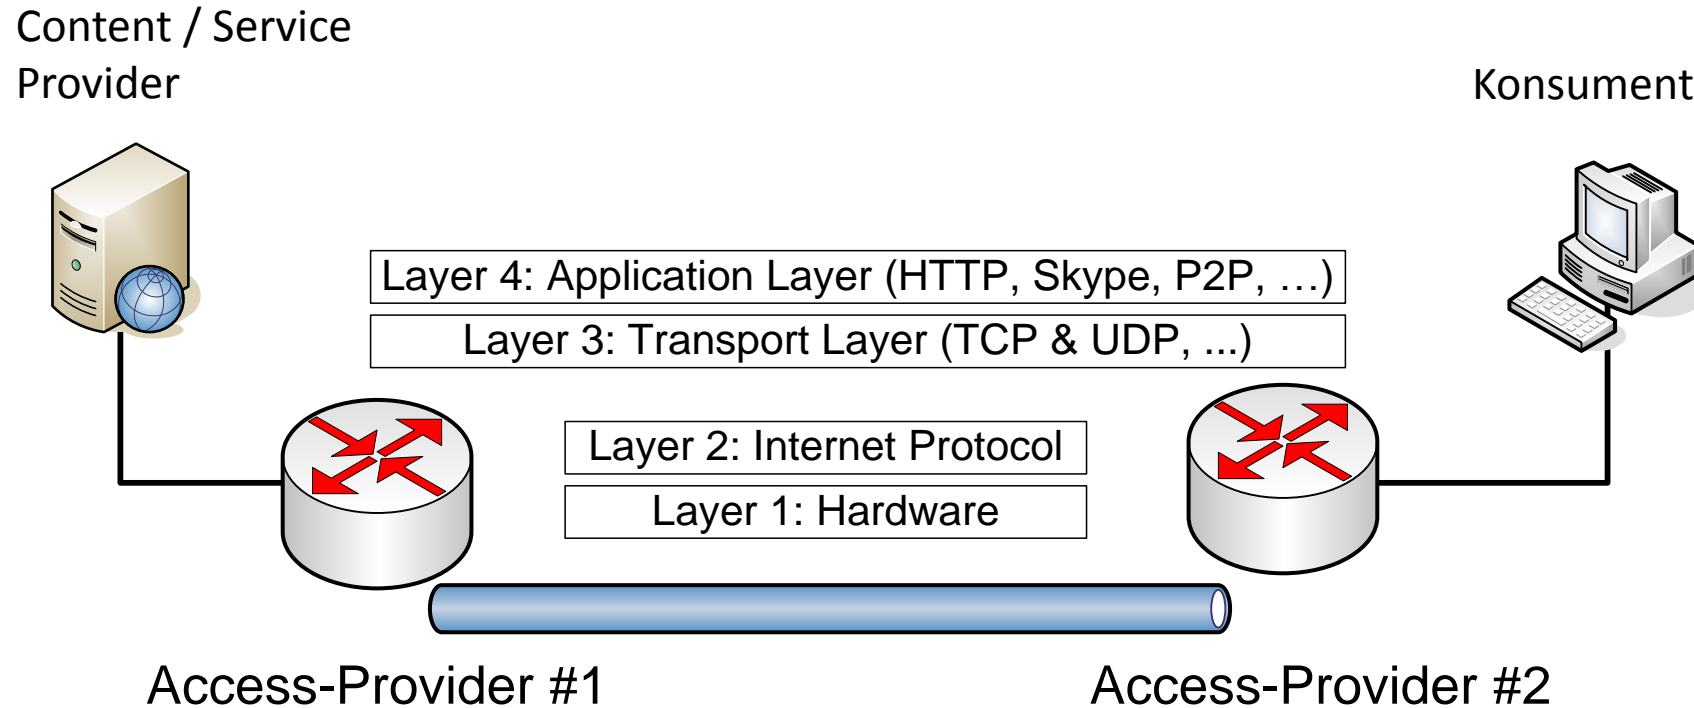 Content / Service
Provider
Konsument
Layer 4: Application Layer (HTTP, Skype, P2P, …)
Layer 3: Transport Layer (TCP & UDP, ...)
Layer 2: Internet Protocol
Layer 1: Hardware
Access-Provider #1
Access-Provider #2